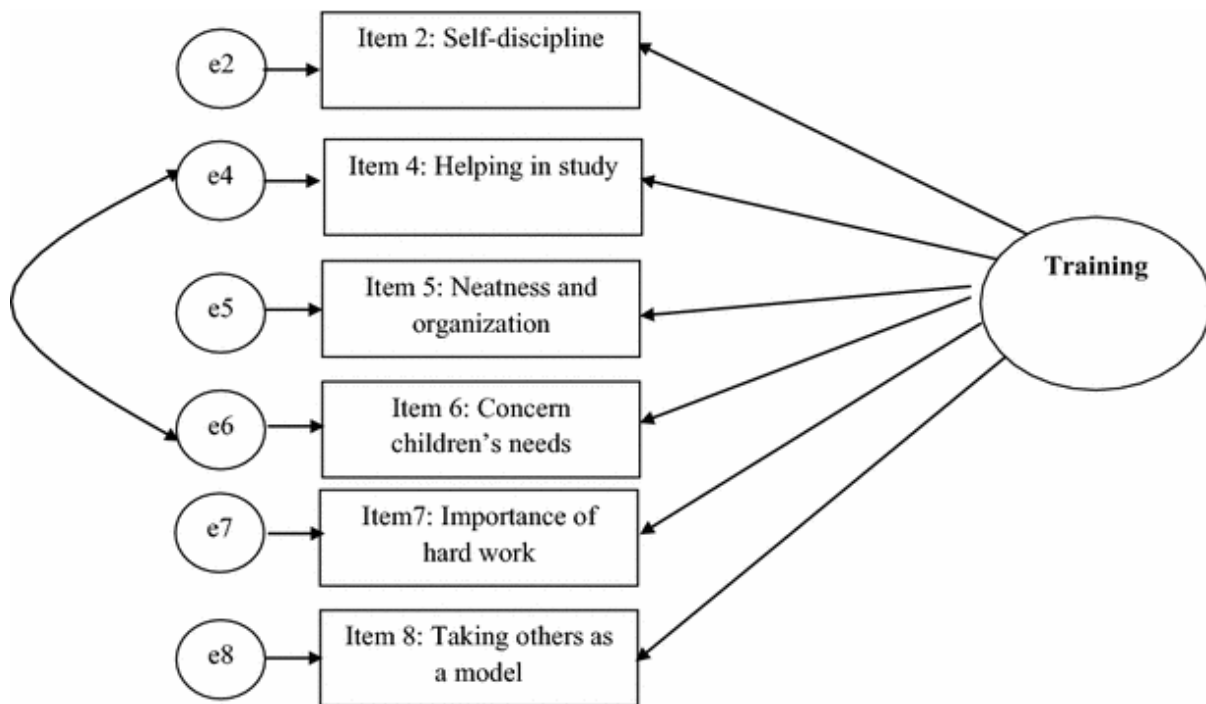 e2
Item 2: Self-discipline
e4
Item 4: Helping in study
Training
e5
Item 5: Neatness and
organization
e6
Item 6: Concern
children’s needs
e7
Item7: Importance of
hard work
e8
Item 8: Taking others as
a model